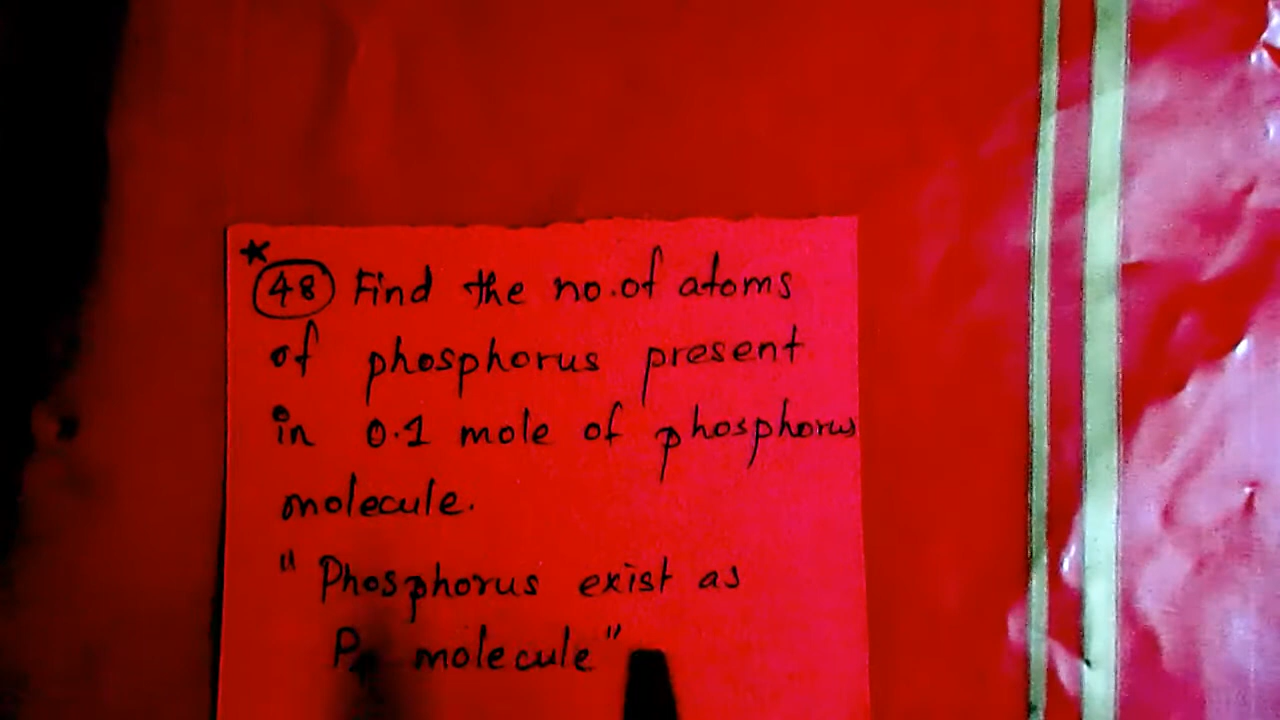 * 48 Find the no.of atoms
of phosphorus present
in 0.1 mole of phosphorus
molecule.
" Phosphorus exist as
P4 molecule"